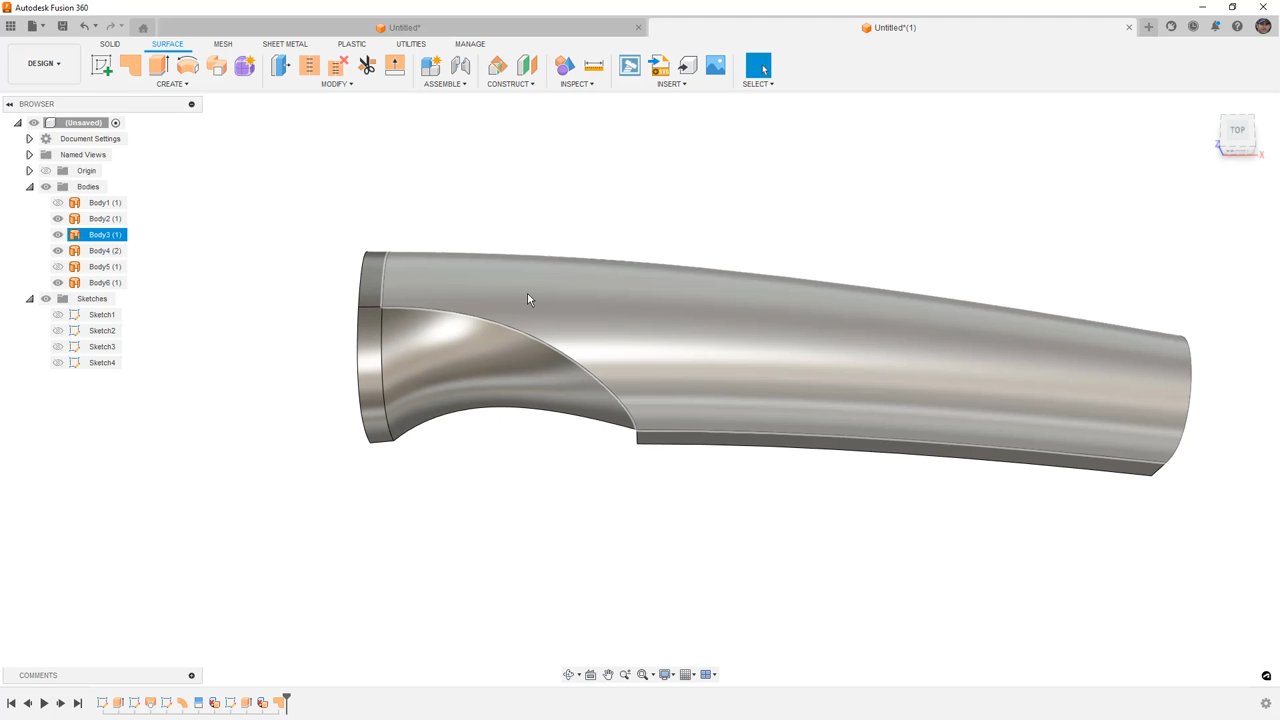 Autodesk Fusion 360
Untitled*
Untitled*(1)
DESIGN
SOLID SURFACE MESH SHEET METAL PLASTIC UTILITIES MANAGE
CREATE MODIFY ASSEMBLE CONSTRUCT INSPECT INSERT SELECT
BROWSER
(Unsaved)
Document Settings
Named Views
Origin
Bodies
Body1 (1)
Body2 (1)
Body3 (1)
Body4 (2)
Body5 (1)
Body6 (1)
Sketches
Sketch1
Sketch2
Sketch3
Sketch4
TOP
Z
X
COMMENTS